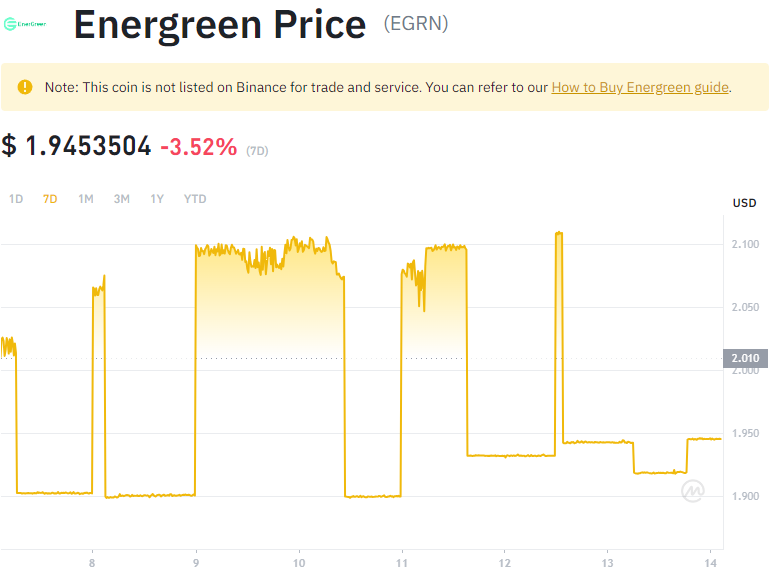 EnerGreen
Energreen Price (EGRN)
Note: This coin is not listed on Binance for trade and service. You can refer to our How to Buy Energreen guide.
$ 1.9453504 -3.52% (7D)
1D 7D 1M 3M 1Y YTD
USD
2.100
2.050
2.010
2.000
1.950
1.900
8 9 10 11 12 13 14